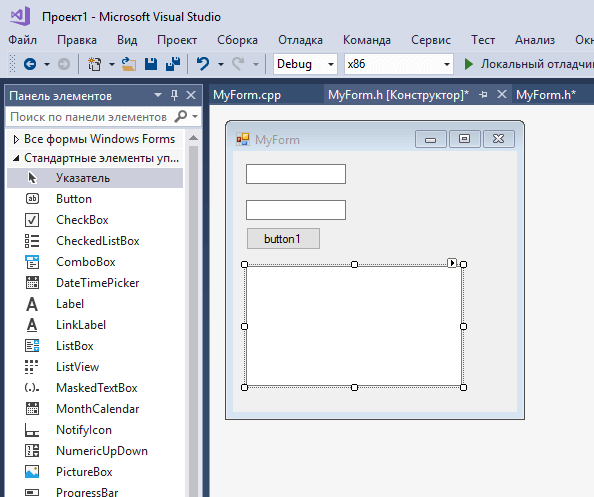 Проект1 - Microsoft Visual Studio
Файл Правка Вид Проект Сборка Отладка Команда Сервис Тест Анализ
Debug x86 Локальный отладчи
Панель элементов
MyForm.cpp MyForm.h [Конструктор]* MyForm.h*
Поиск по панели элементов
Все формы Windows Forms
Стандартные элементы уп...
Указатель
Button
CheckBox
CheckedListBox
ComboBox
DateTimePicker
Label
LinkLabel
ListBox
ListView
MaskedTextBox
MonthCalendar
NotifyIcon
NumericUpDown
PictureBox
ProgressBar
MyForm
button1